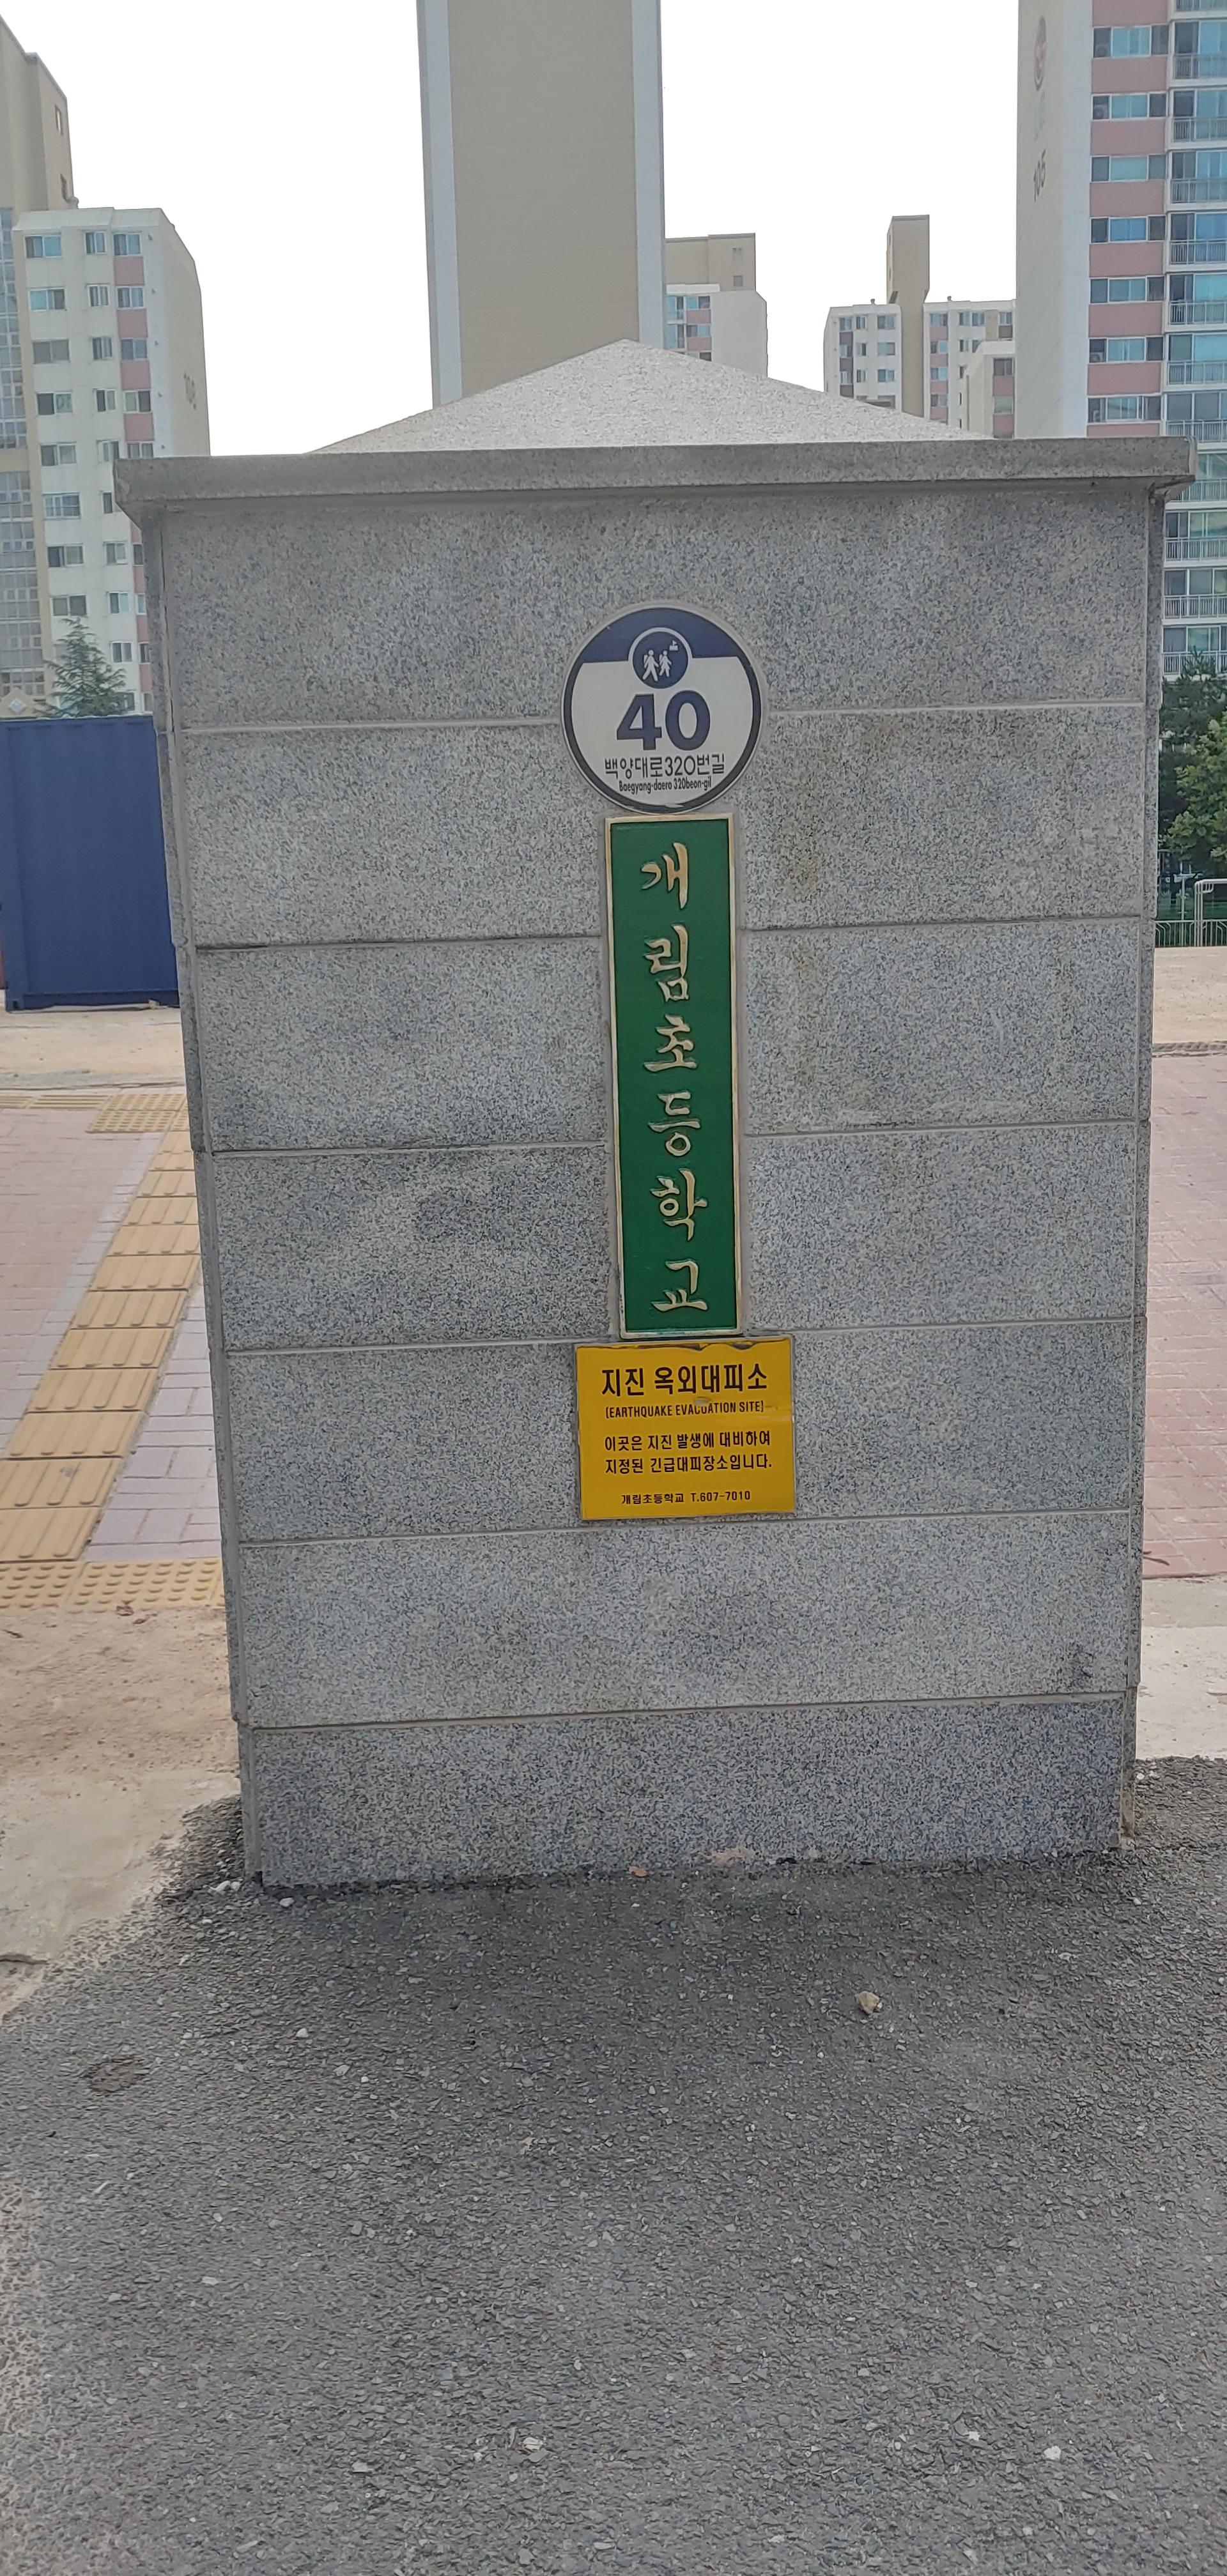 105
40
백양대로320번길
Baegyang-daero 320beon-gil
개림초등학교
지진 옥외대피소
(EARTHQUAKE EVACUATION SITE)
이곳은 지진 발생에 대비하여
지정된 긴급대피장소입니다.
개림초등학교 T.607-7010